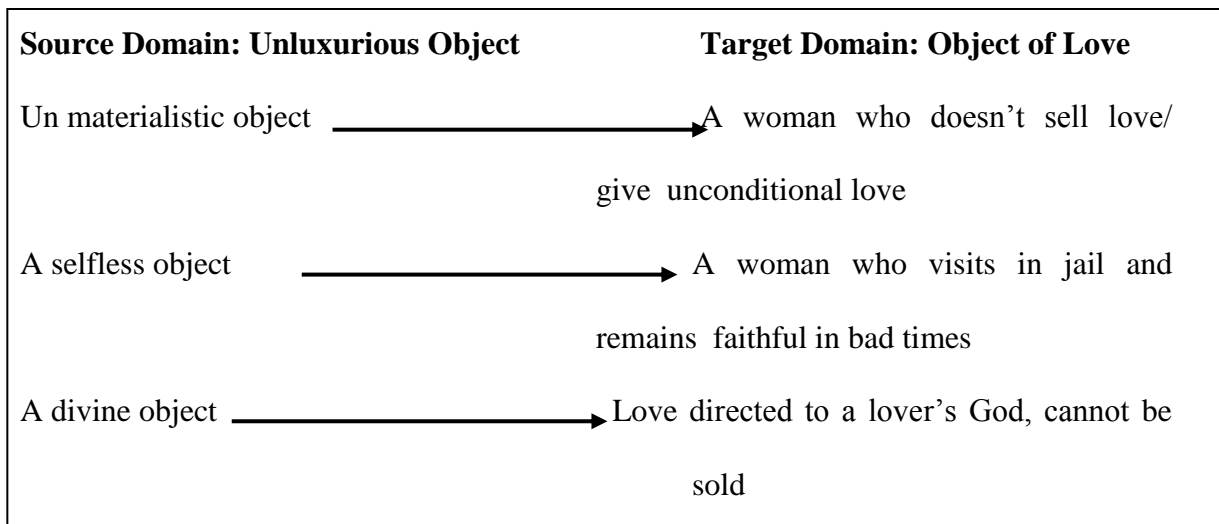 Source Domain: Unluxurious Object Target Domain: Object of Love
Un materialistic object A woman who doesn’t sell love/
give unconditional love
A selfless object A woman who visits in jail and
remains faithful in bad times
A divine object Love directed to a lover’s God, cannot be
sold